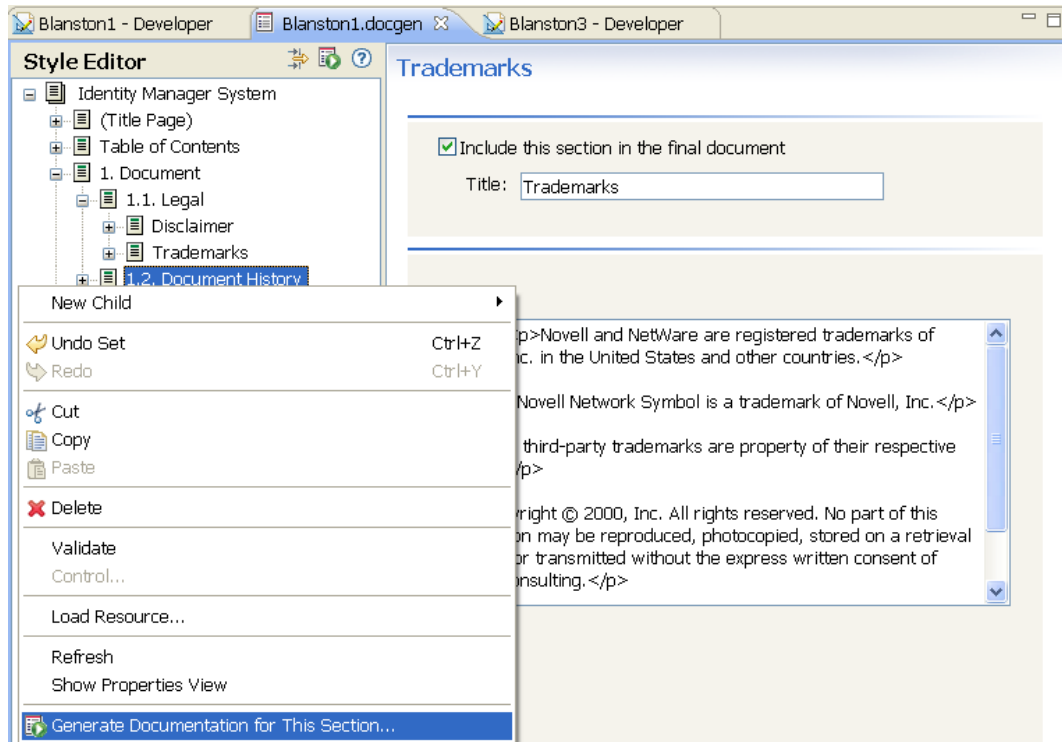 Blanston1 - Developer
Blanston1.docgen
Blanston3 - Developer
Style Editor
Identity Manager System
(Title Page)
Table of Contents
1. Document
1.1. Legal
Disclaimer
Trademarks
1.2. Document History
New Child
Undo Set Ctrl+Z
Redo Ctrl+Y
Cut
Copy
Paste
Delete
Validate
Control...
Load Resource...
Refresh
Show Properties View
Generate Documentation for This Section...
Trademarks
Include this section in the final document
Title: Trademarks
p>Novell and NetWare are registered trademarks of
nc. in the United States and other countries.</p>
Novell Network Symbol is a trademark of Novell, Inc.</p>
third-party trademarks are property of their respective
/p>
right © 2000, Inc. All rights reserved. No part of this
on may be reproduced, photocopied, stored on a retrieval
or transmitted without the express written consent of
onsulting.</p>